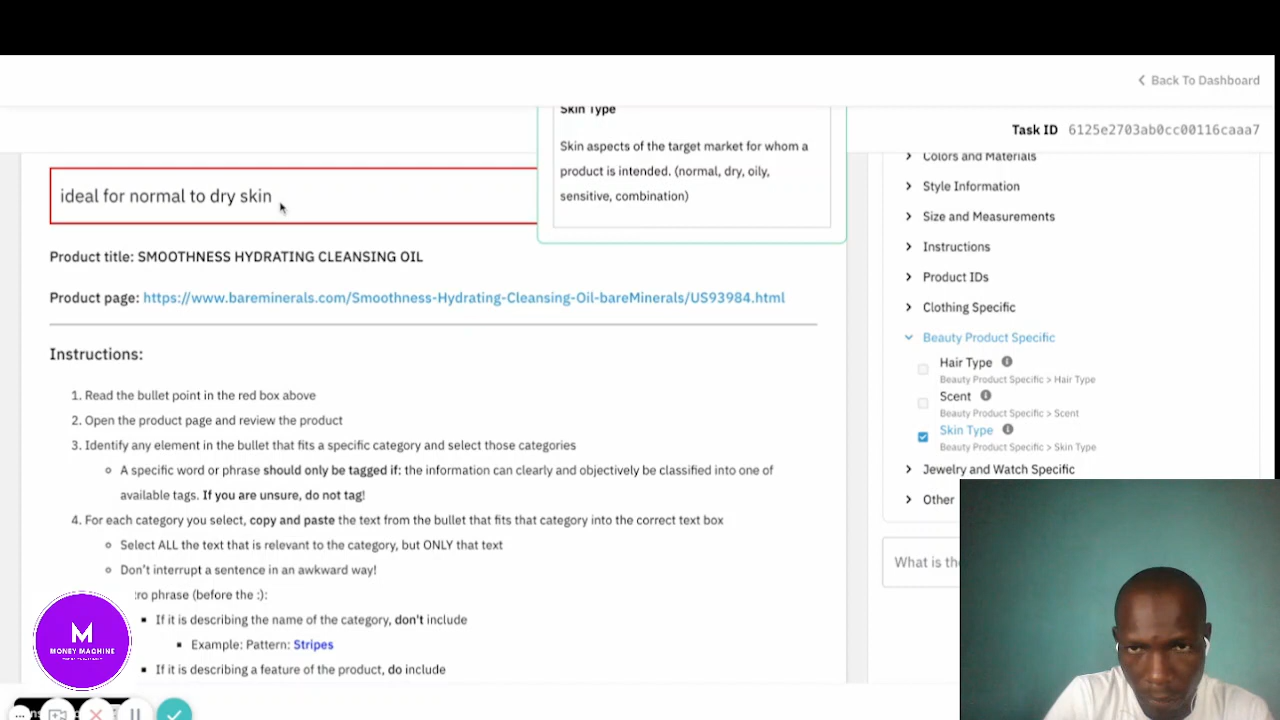 Back To Dashboard
Task ID 6125e2703ab0cc00116caaa7
Skin Type
Skin aspects of the target market for whom a
product is intended. (normal, dry, oily,
sensitive, combination)
ideal for normal to dry skin
Product title: SMOOTHNESS HYDRATING CLEANSING OIL
Product page: https://www.bareminerals.com/Smoothness-Hydrating-Cleansing-Oil-bareMinerals/US93984.html
Instructions:
1. Read the bullet point in the red box above
2. Open the product page and review the product
3. Identify any element in the bullet that fits a specific category and select those categories
A specific word or phrase should only be tagged if: the information can clearly and objectively be classified into one of
available tags. If you are unsure, do not tag!
4. For each category you select, copy and paste the text from the bullet that fits that category into the correct text box
Select ALL the text that is relevant to the category, but ONLY that text
Don't interrupt a sentence in an awkward way!
phrase (before the :):
If it is describing the name of the category, don't include
Example: Pattern: Stripes
If it is describing a feature of the product, do include
Colors and Materials
Style Information
Size and Measurements
Instructions
Product IDs
Clothing Specific
Beauty Product Specific
Hair Type
Beauty Product Specific > Hair Type
Scent
Beauty Product Specific > Scent
Skin Type
Beauty Product Specific > Skin Type
Jewelry and Watch Specific
Other
What is the
M
MONEY MACHINE